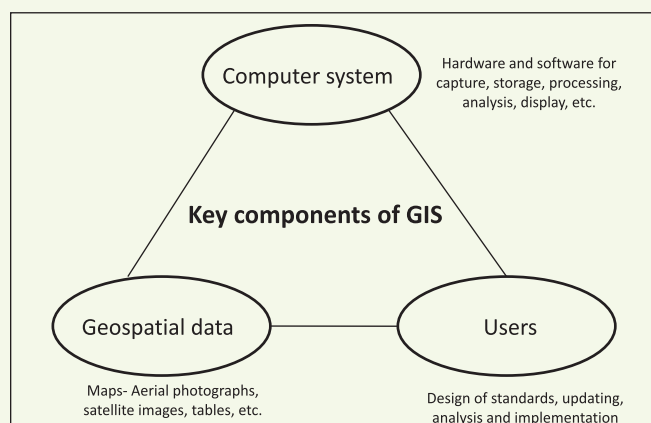 Computer system
Hardware and software for
capture, storage, processing,
analysis, display, etc.
Key components of GIS
Geospatial data
Users
Maps- Aerial photographs,
satellite images, tables, etc.
Design of standards, updating,
analysis and implementation